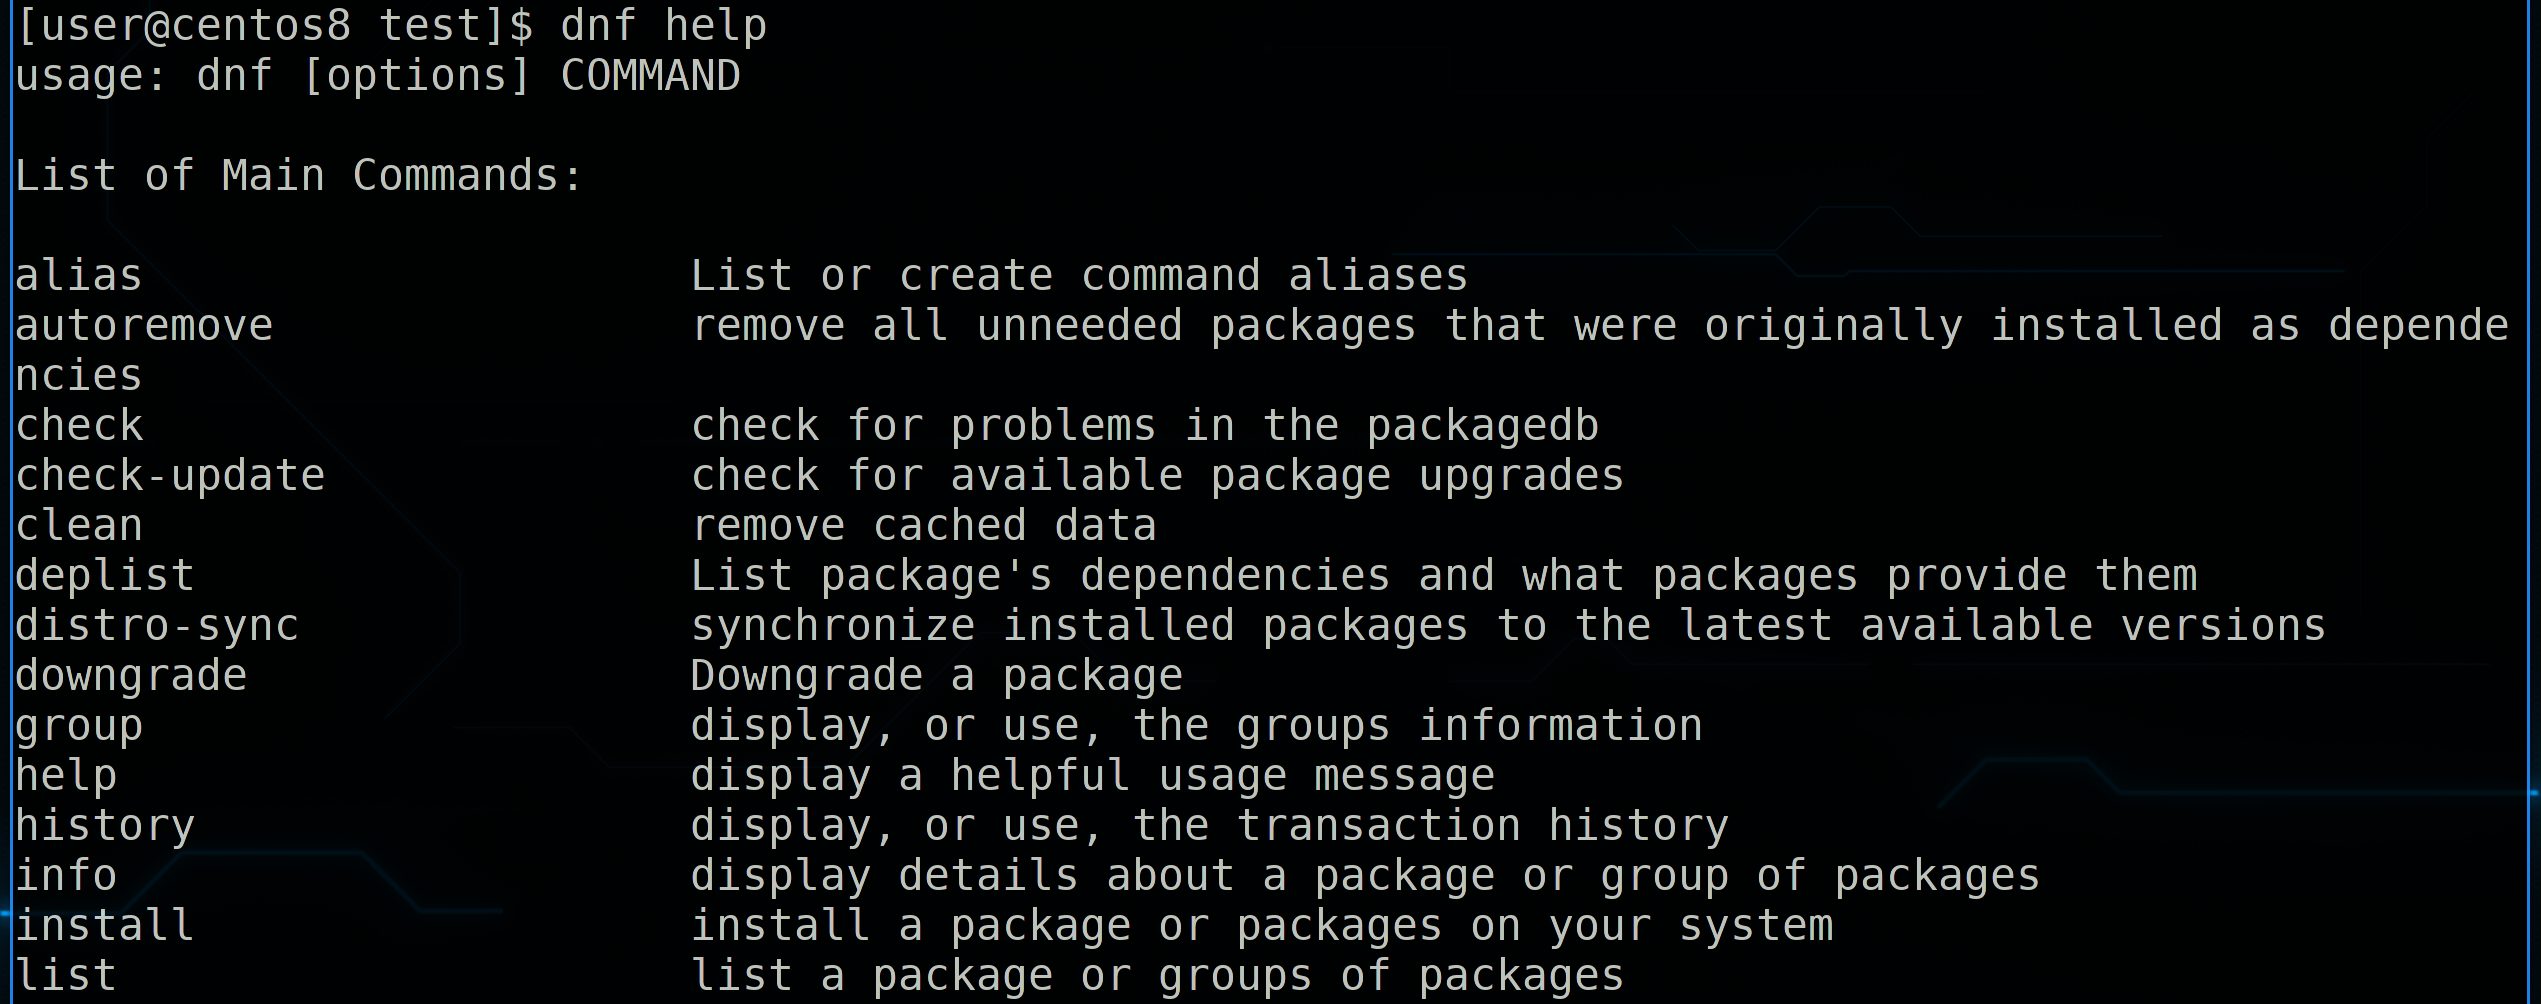 [user@centos8 test]$ dnf help
usage: dnf [options] COMMAND
List of Main Commands:
alias                     List or create command aliases
autoremove                remove all unneeded packages that were originally installed as depende
ncies
check                     check for problems in the packagedb
check-update              check for available package upgrades
clean                     remove cached data
deplist                   List package's dependencies and what packages provide them
distro-sync               synchronize installed packages to the latest available versions
downgrade                 Downgrade a package
group                     display, or use, the groups information
help                      display a helpful usage message
history                   display, or use, the transaction history
info                      display details about a package or group of packages
install                   install a package or packages on your system
list                      list a package or groups of packages